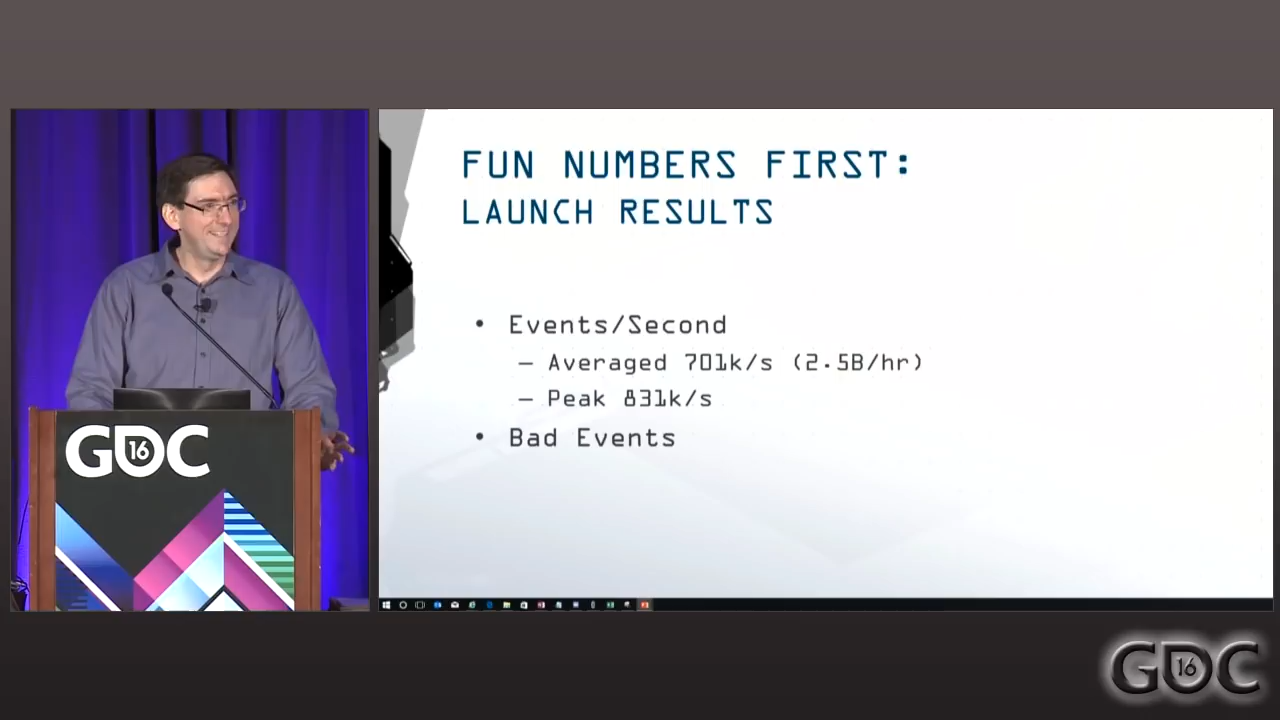 FUN NUMBERS FIRST:
LAUNCH RESULTS
• Events/Second
– Averaged 701k/s (2.5B/hr)
– Peak 831k/s
• Bad Events
GDC 16
GDC 16